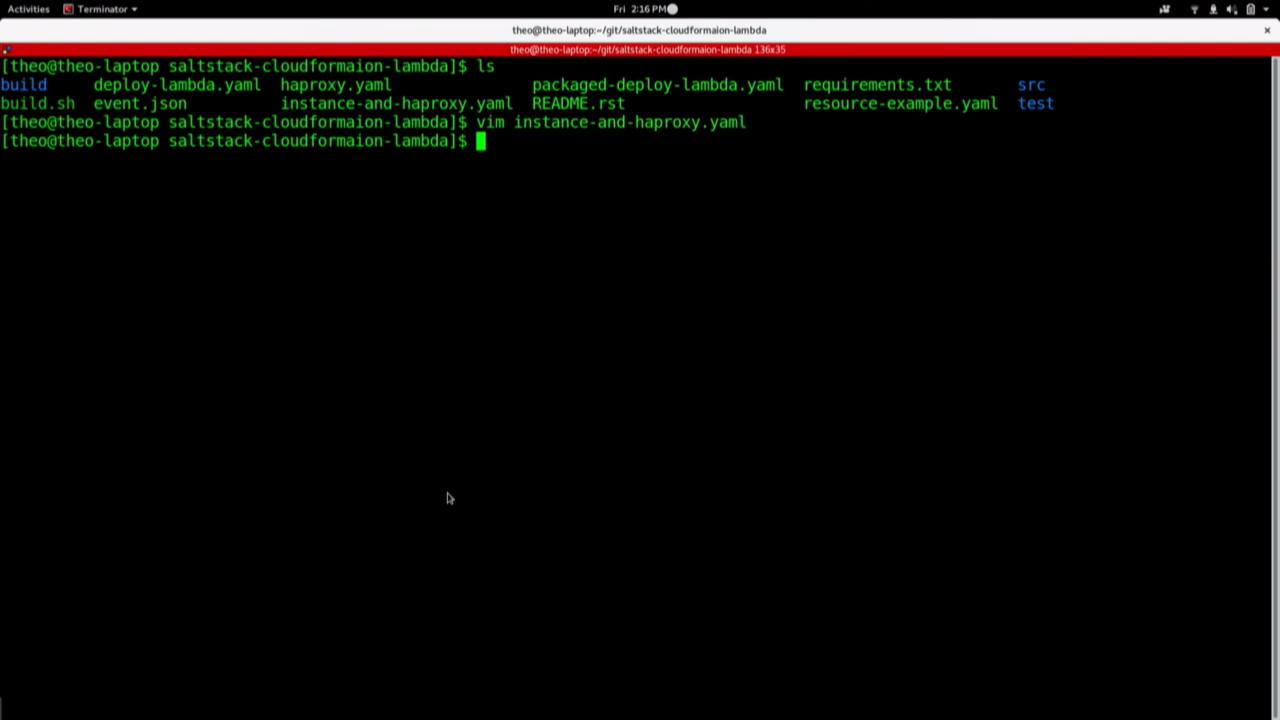 Activities Terminator Fri 2:16 PM
theo@theo-laptop:~/git/saltstack-cloudformaion-lambda
theo@theo-laptop:~/git/saltstack-cloudformaion-lambda 136x35
[theo@theo-laptop saltstack-cloudformaion-lambda]$ ls
build deploy-lambda.yaml haproxy.yaml packaged-deploy-lambda.yaml requirements.txt src
build.sh event.json instance-and-haproxy.yaml README.rst resource-example.yaml test
[theo@theo-laptop saltstack-cloudformaion-lambda]$ vim instance-and-haproxy.yaml
[theo@theo-laptop saltstack-cloudformaion-lambda]$